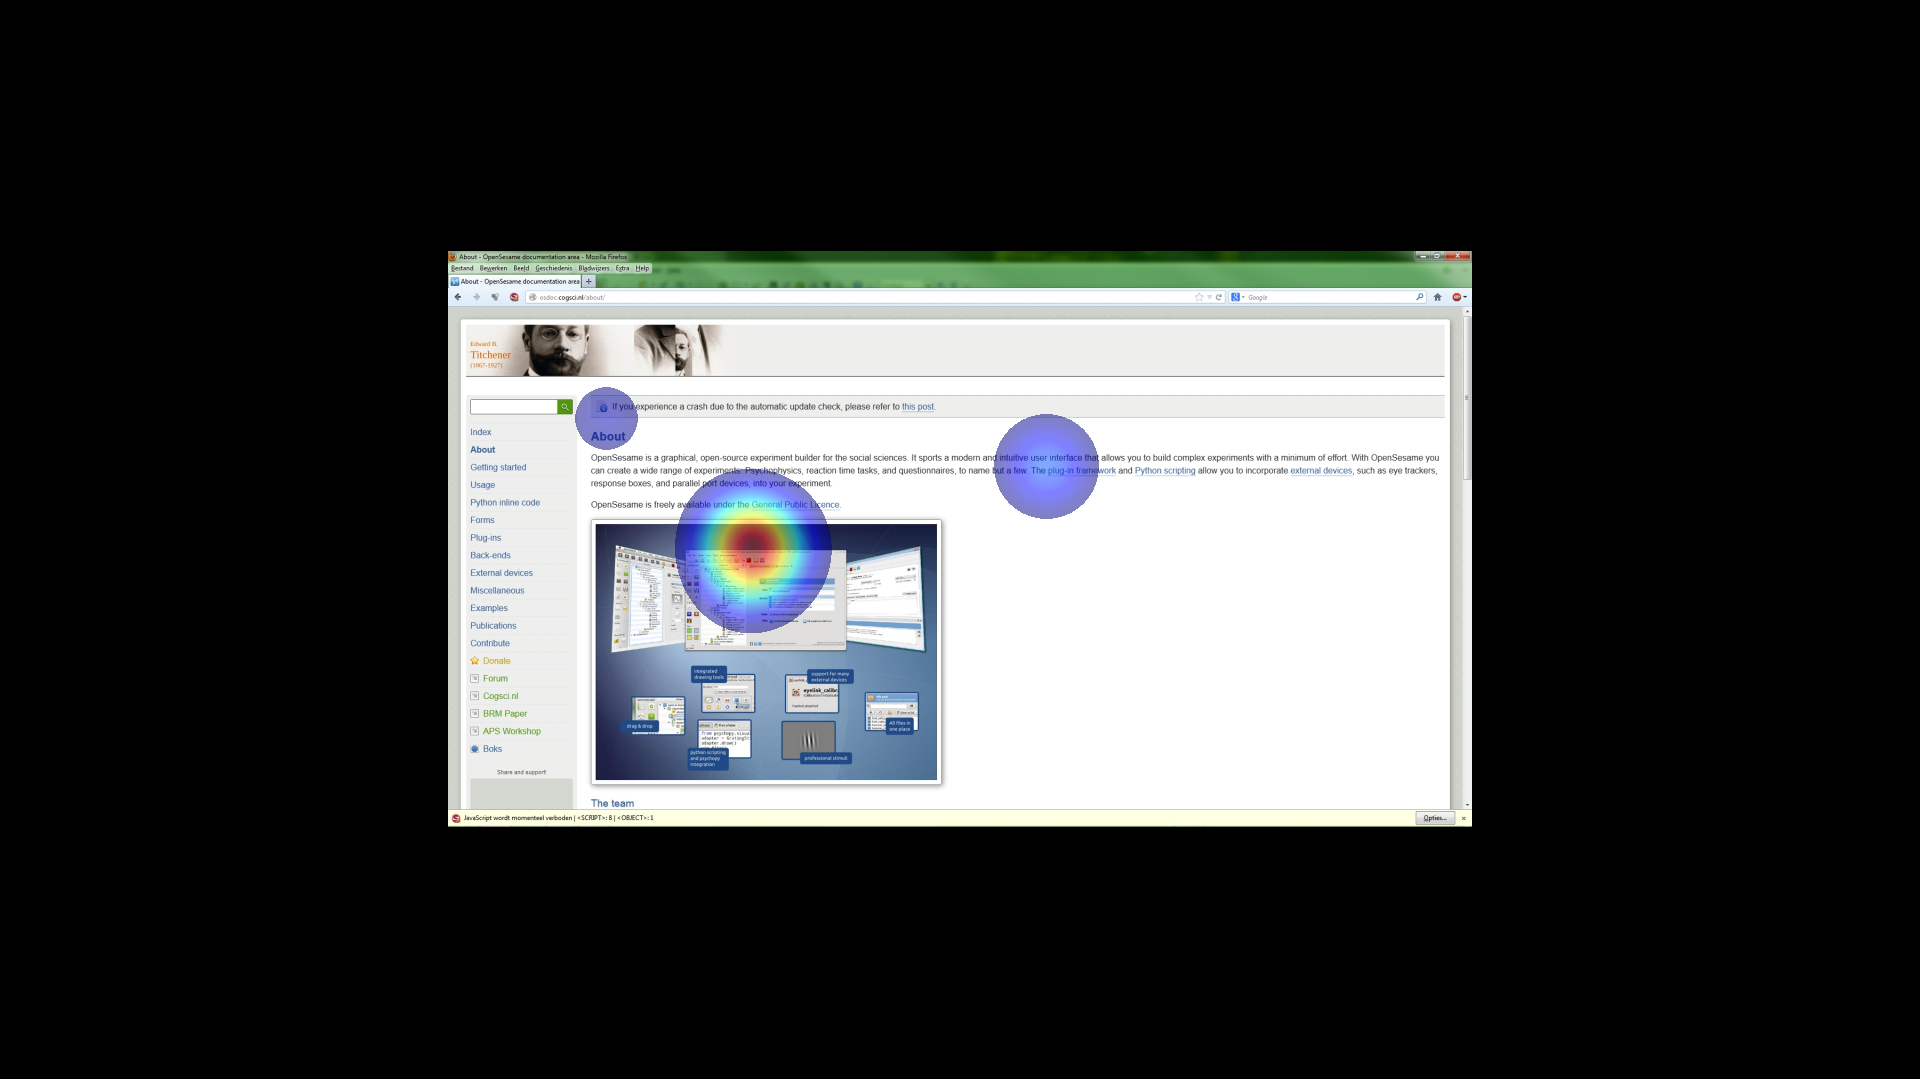 About - OpenSesame documentation area - Mozilla Firefox
Bestand Bewerken Beeld Geschiedenis Bladwijzers Extra Help
About - OpenSesame documentation area
osdoc.cogsci.nl/about/
Google
Edward B.
Titchener
(1867-1927)
If you experience a crash due to the automatic update check, please refer to this post.
Index
About
Getting started
Usage
Python inline code
Forms
Plug-ins
Back-ends
External devices
Miscellaneous
Examples
Publications
Contribute
Donate
Forum
Cogsci.nl
BRM Paper
APS Workshop
Boks
Share and support!
About
OpenSesame is a graphical, open-source experiment builder for the social sciences. It sports a modern and intuitive user interface that allows you to build complex experiments with a minimum of effort. With OpenSesame you
can create a wide range of experiments: Psychophysics, reaction time tasks, and questionnaires, to name but a few. The plug-in framework and Python scripting allow you to incorporate external devices, such as eye trackers,
response boxes, and parallel port devices, into your experiment.
OpenSesame is freely available under the General Public Licence.
integrated
drawing tools
support for many
external devices
eyelink_calibr
drag & drop
from psychopy.visua
All files in
one place
python scripting
and psychopy
integration
professional stimuli
The team
JavaScript wordt momenteel verboden | <SCRIPT>: 8 | <OBJECT>: 1
Opties...